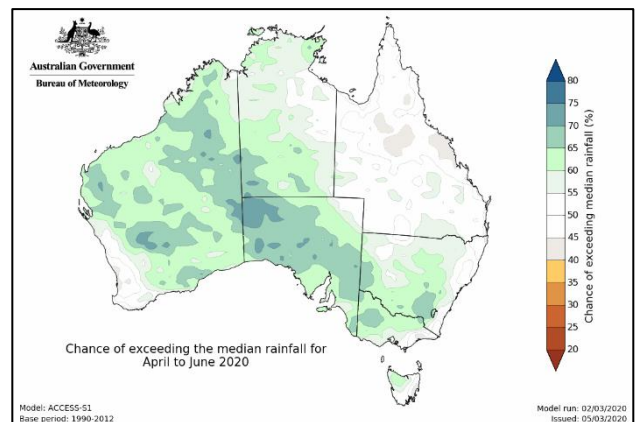 Australian Government
Bureau of Meteorology
80
75
70
65
60
55
50
45
40
35
30
25
20
Chance of exceeding median rainfall (%)
Chance of exceeding the median rainfall for
April to June 2020
Model: ACCESS-S1
Base period: 1990-2012
Model run: 02/03/2020
Issued: 05/03/2020